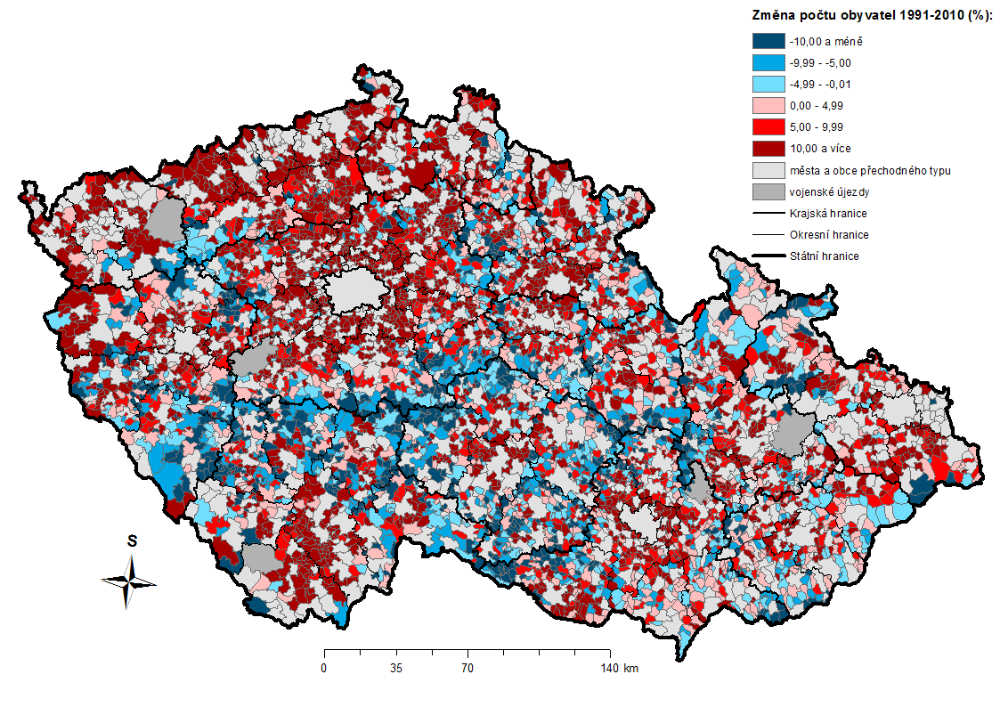 Změna počtu obyvatel 1991-2010 (%):
-10,00 a méně
-9,99 - -5,00
-4,99 - -0,01
0,00 - 4,99
5,00 - 9,99
10,00 a více
města a obce přechodného typu
vojenské újezdy
Krajská hranice
Okresní hranice
Státní hranice
S
0 35 70 140 km